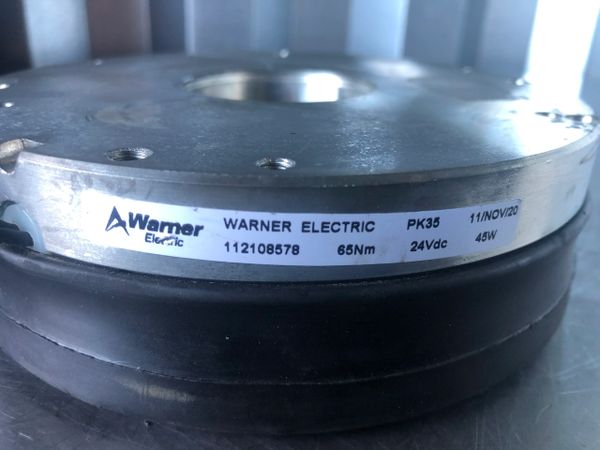 Warner
Electric
WARNER ELECTRIC PK35 11/NOV/20
112108578 65Nm 24Vdc 45W